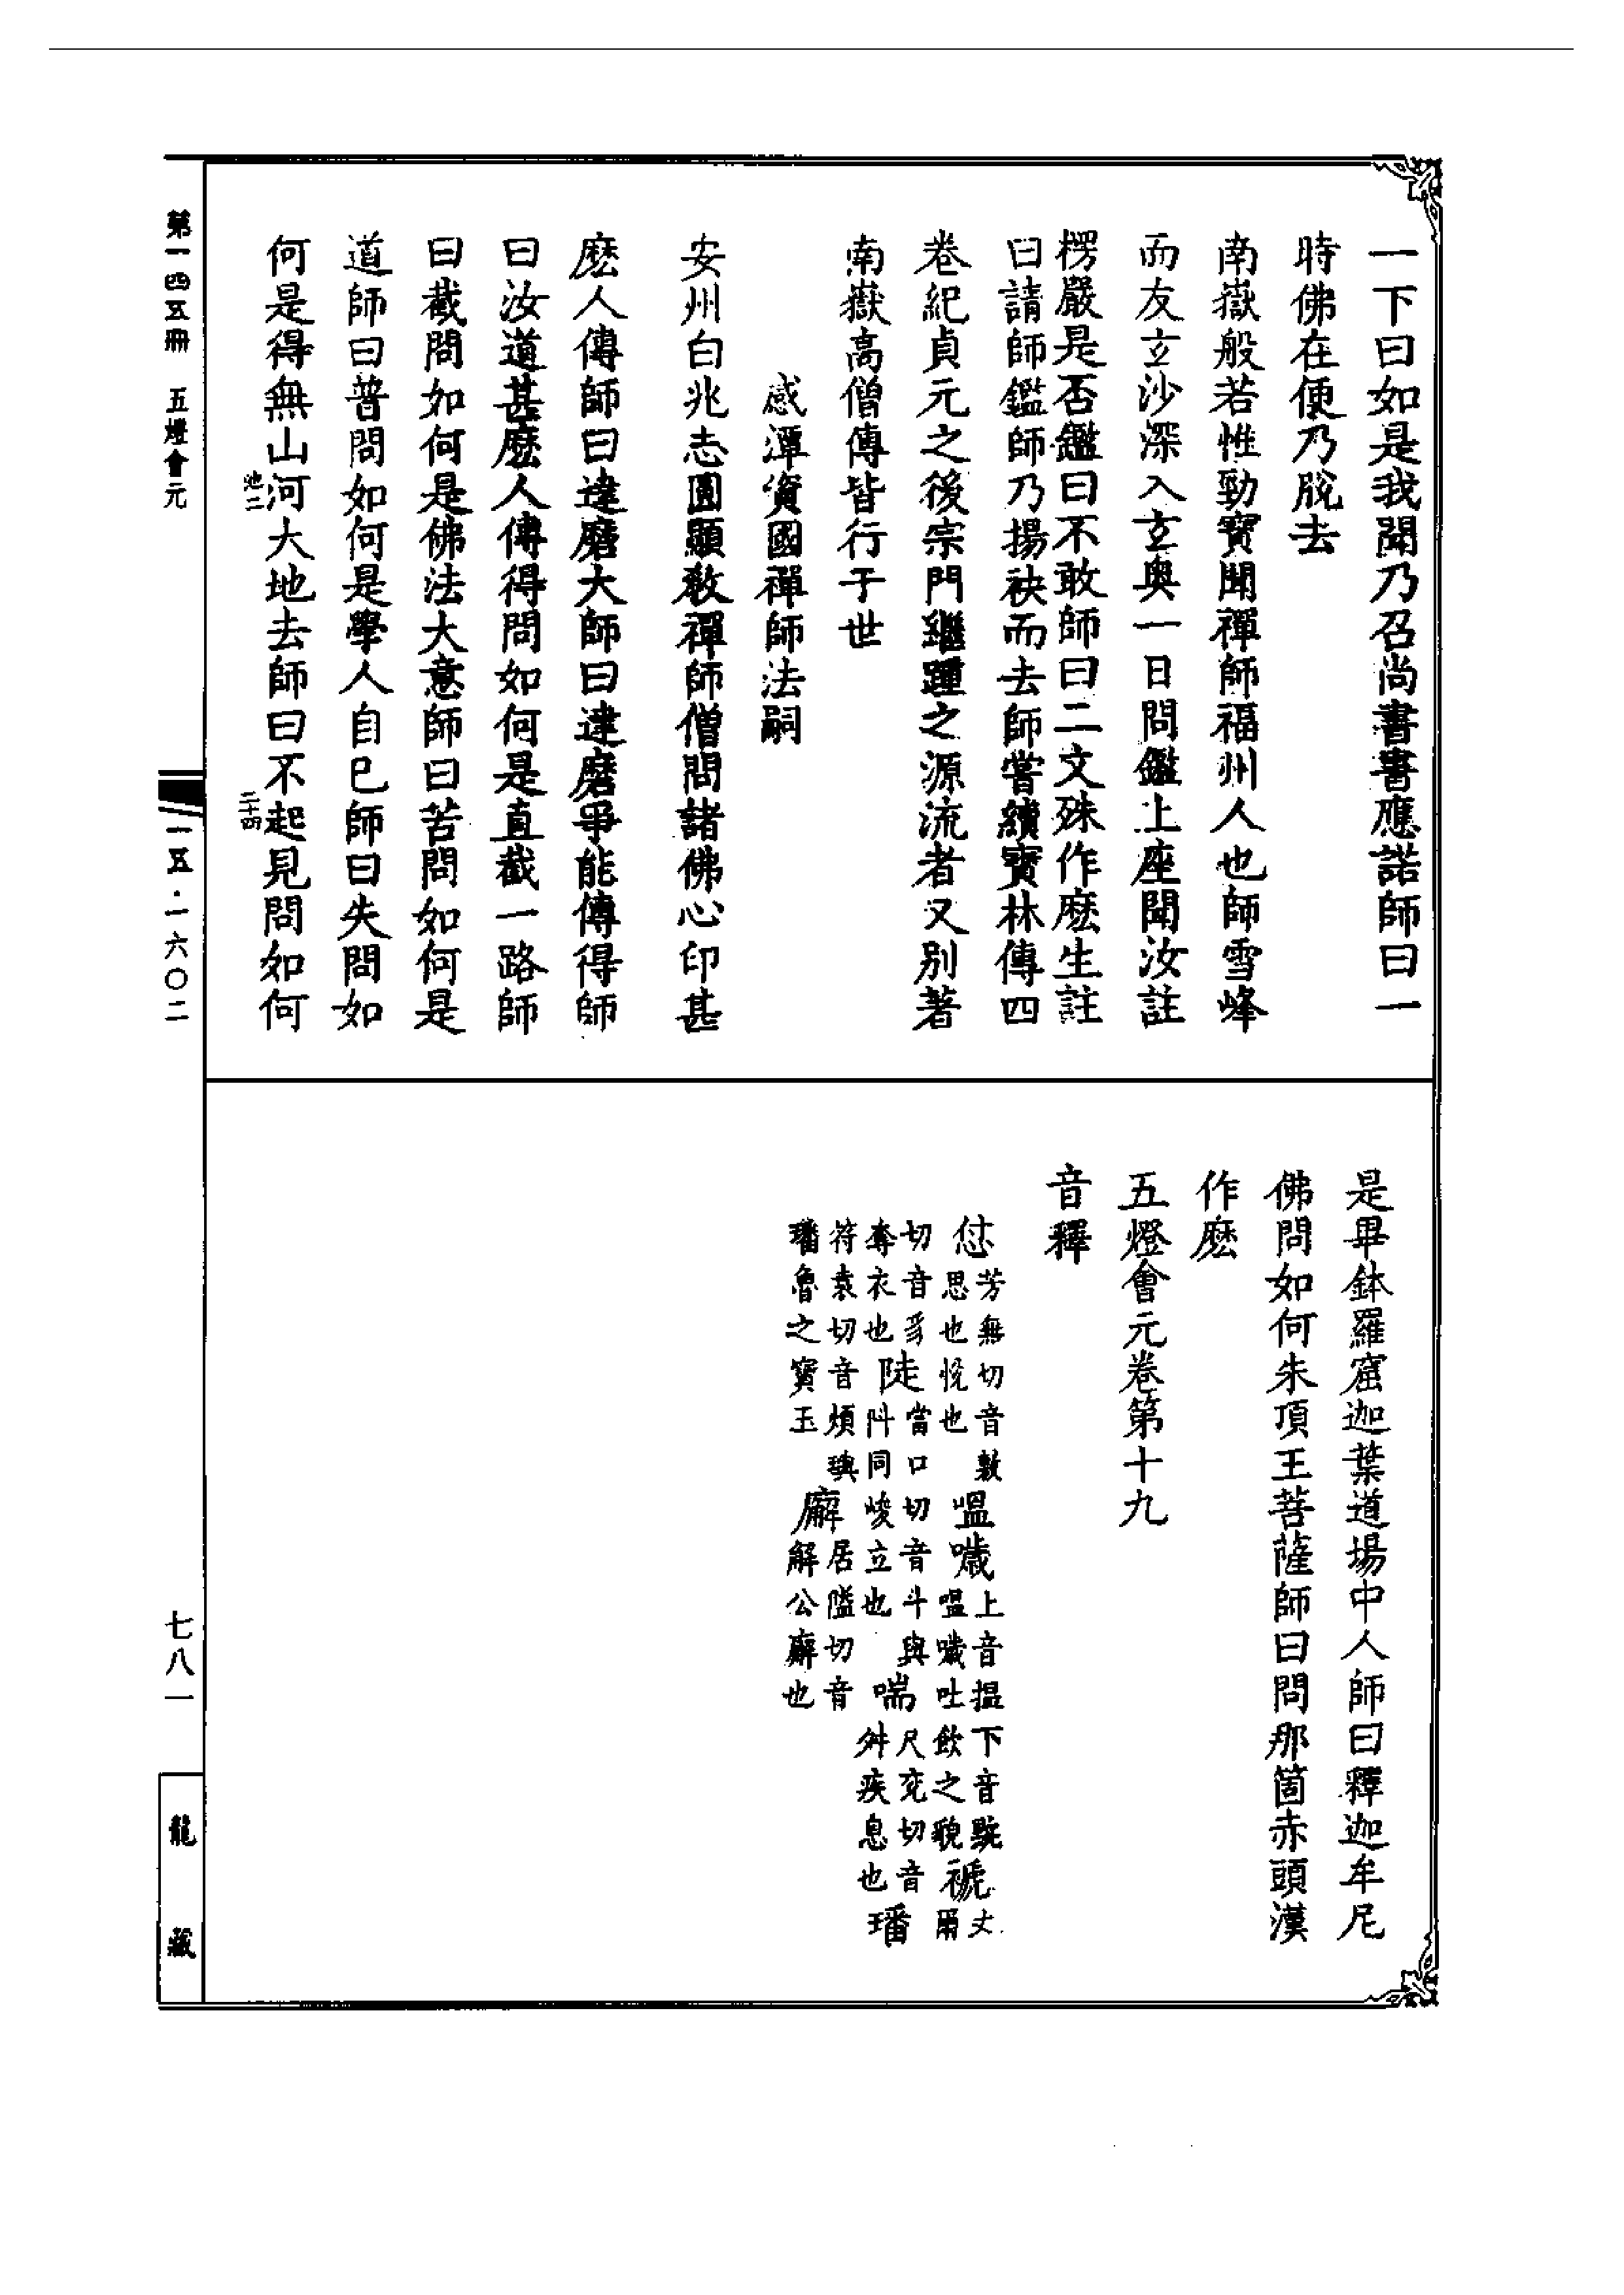 一下曰如是我聞乃召尚書書應諾師曰一
時佛在便乃脫去
南嶽般若惟勁寶聞禪師福州人也師雪峰
而友立沙深入立奧一日問鑑上座聞汝註
楞嚴是否鑑曰不敢師曰二文殊作麽生註
曰請師鑑師乃揚袂而去師嘗續寶林傳四
卷紀貞元之後宗門繼踵之源流者又別著
南嶽高僧傳皆行于世
感潭資國禪師法嗣
安州白兆志圓顯教禪師僧問諸佛心印甚
麽人傳師曰達磨大師曰達磨爭能傳得師
曰汝道甚麽人傳得問如何是直截一路師
曰截問如何是佛法大意師曰苦問如何是
道師曰普問如何是學人自己師曰失問如
何是得無山河大地去師曰不起見問如何
池二
二十四
是畢鉢羅窟迦葉道場中人師曰釋迦牟尼
佛問如何朱頂王菩薩師曰問那箇赤頭漢
作麽
五燈會元卷第十九
音釋
怤芳無切音敷思也悅也 嗢噦上音揾下音嗢噦吐飲之貌 褫丈爾
切音豸奪衣也 陡當口切音斗與阧同峻立也 喘尺兗切音舛疾息也 璠
符袁切音煩璵璠魯之寶玉 廨居隘切音解公廨也
第一四五冊 五燈會元
一五·一六〇二
七八一
龍藏